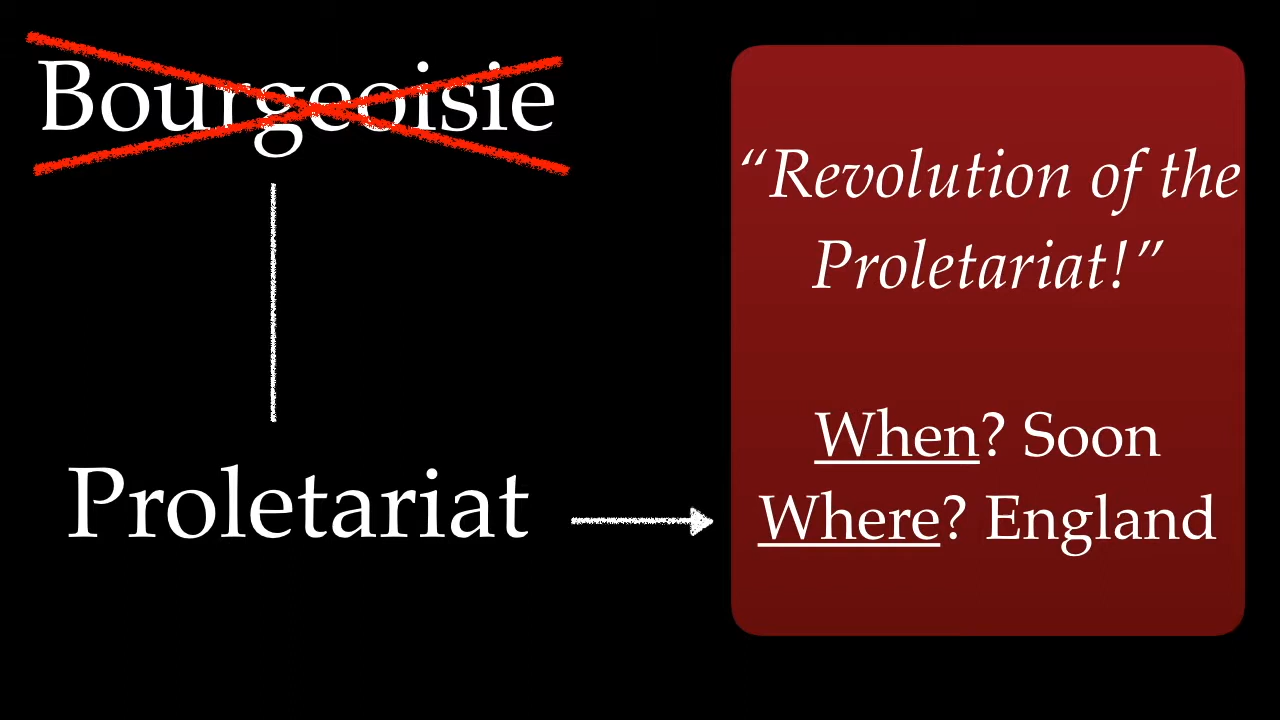 Bourgeoisie
Proletariat
“Revolution of the
Proletariat!”
When? Soon
Where? England